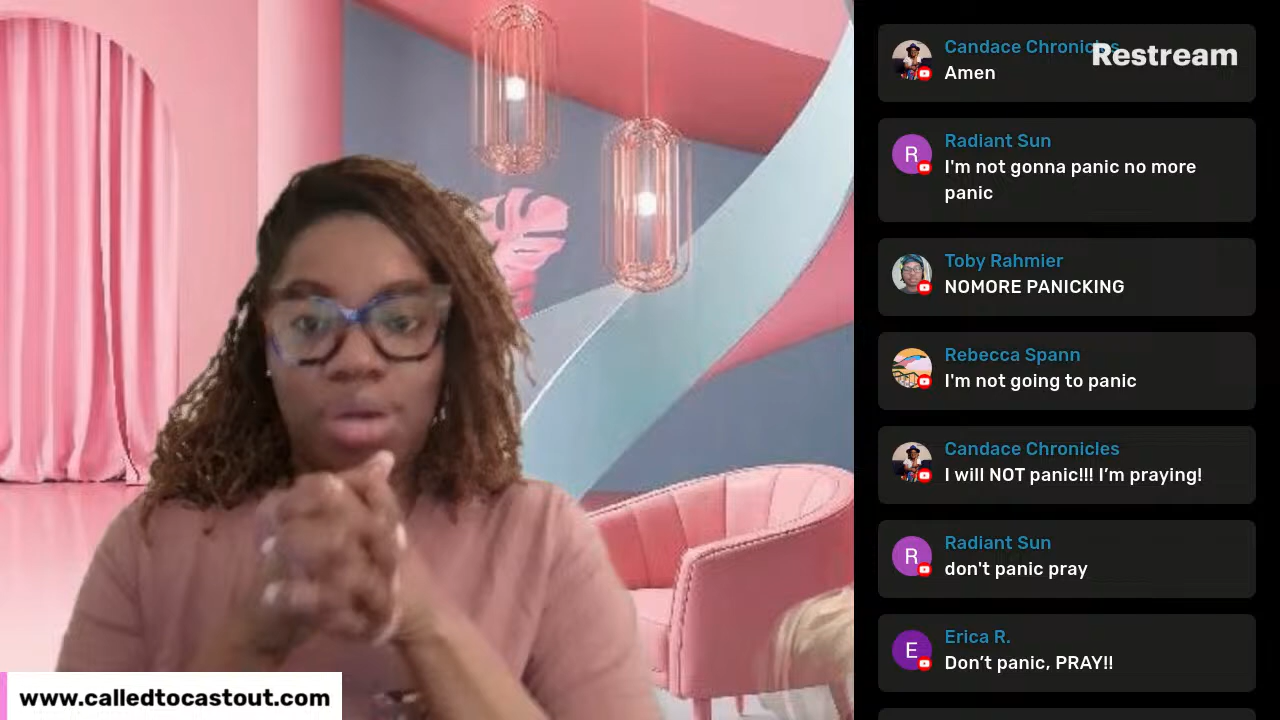 Candace Chronicles
Restream
Amen
R
Radiant Sun
I'm not gonna panic no more
panic
Toby Rahmier
NOMORE PANICKING
Rebecca Spann
I'm not going to panic
Candace Chronicles
I will NOT panic!!! I’m praying!
R
Radiant Sun
don't panic pray
E
Erica R.
Don’t panic, PRAY!!
www.calledtocastout.com